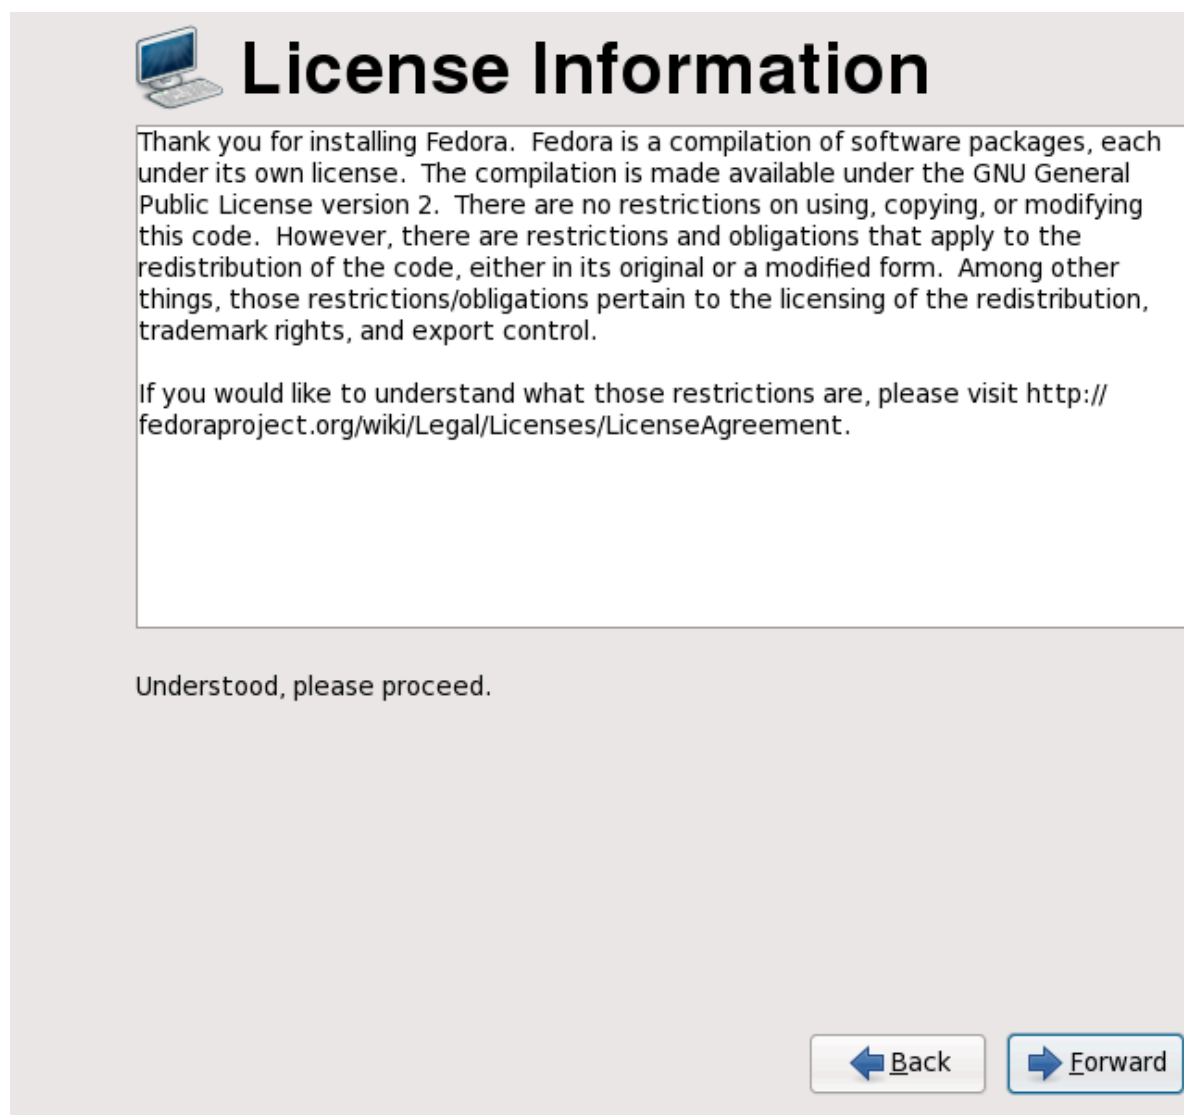 License Information
Thank you for installing Fedora.  Fedora is a compilation of software packages, each
under its own license.  The compilation is made available under the GNU General
Public License version 2.  There are no restrictions on using, copying, or modifying
this code.  However, there are restrictions and obligations that apply to the
redistribution of the code, either in its original or a modified form.  Among other
things, those restrictions/obligations pertain to the licensing of the redistribution,
trademark rights, and export control.
If you would like to understand what those restrictions are, please visit http://
fedoraproject.org/wiki/Legal/Licenses/LicenseAgreement.
Understood, please proceed.
Back
Forward